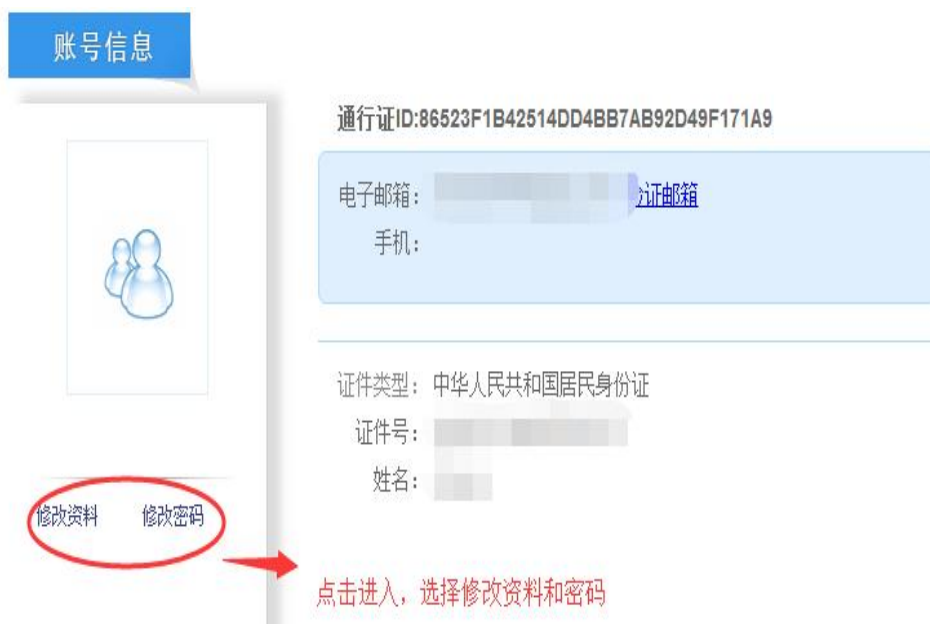 账号信息
通行证ID:86523F1B42514DD4BB7AB92D49F171A9
电子邮箱： 证邮箱
手机：
证件类型： 中华人民共和国居民身份证
证件号：
姓名：
修改资料 修改密码
点击进入，选择修改资料和密码